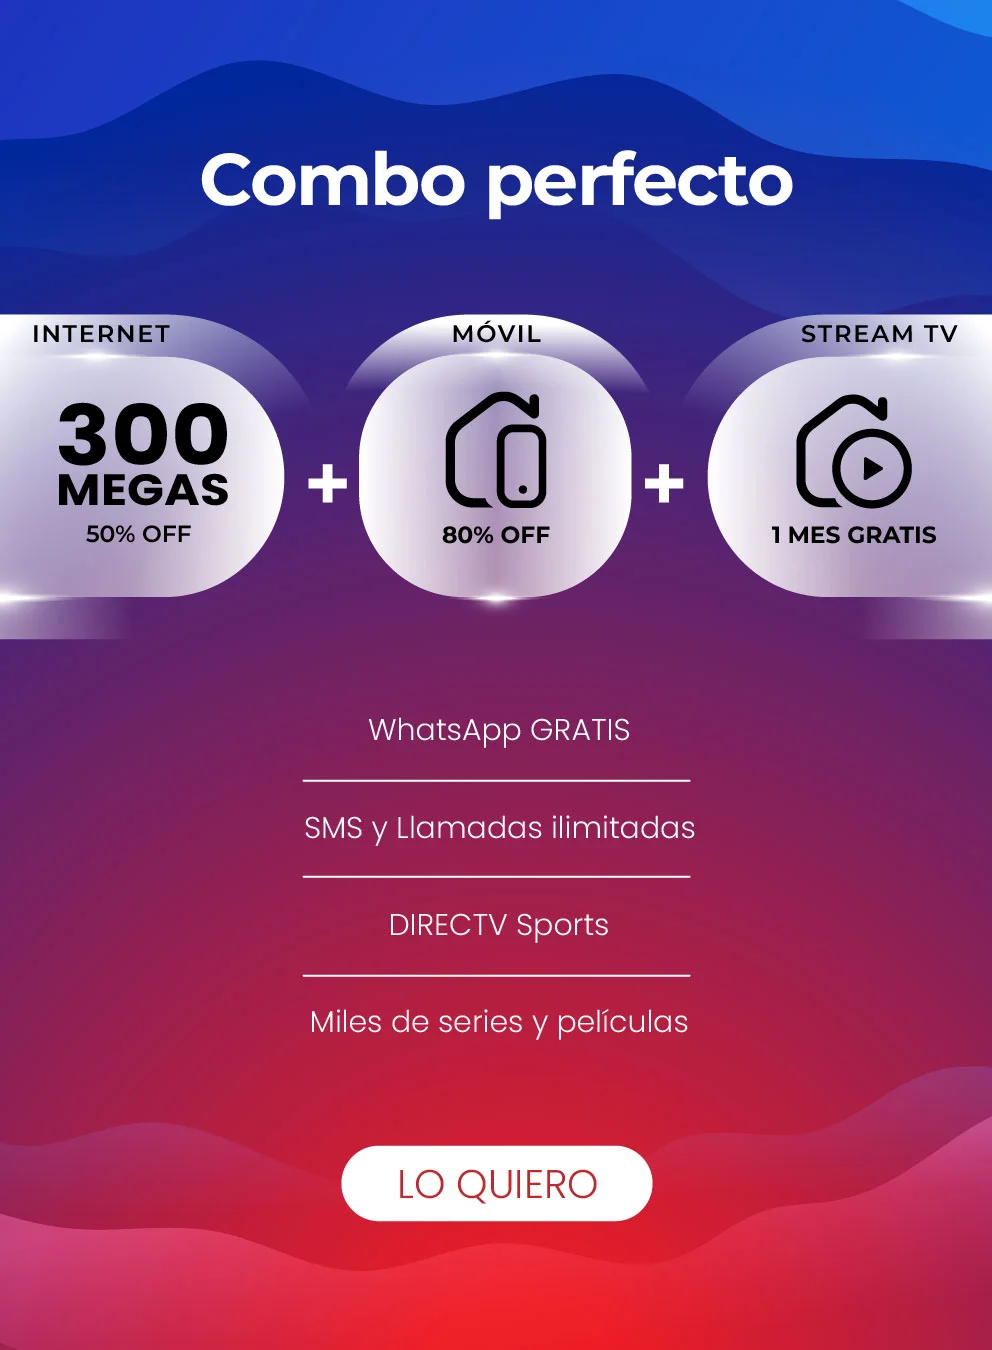 Combo perfecto
INTERNET
300
MEGAS
50% OFF
+
MÓVIL
80% OFF
+
STREAM TV
1 MES GRATIS
WhatsApp GRATIS
SMS y Llamadas ilimitadas
DIRECTV Sports
Miles de series y películas
LO QUIERO